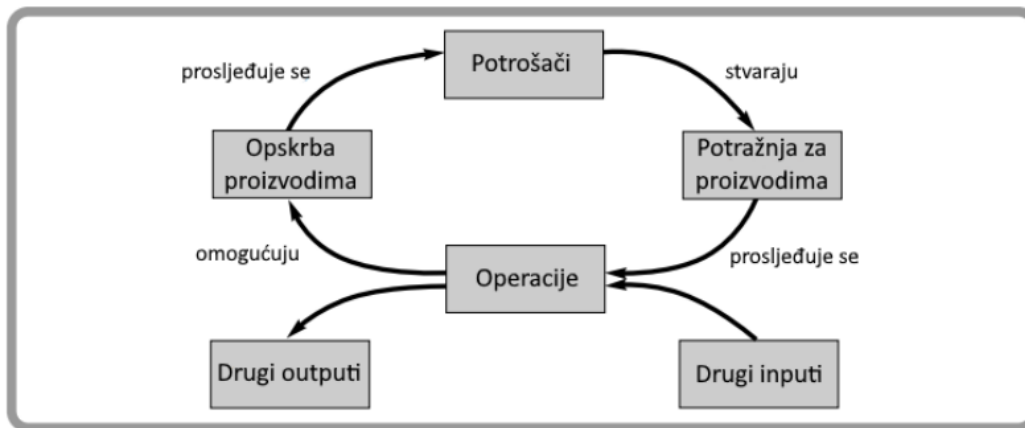 Potrošači
prosljeđuje se
stvaraju
Opskrba
proizvodima
Potražnja za
proizvodima
omogućuju
Operacije
prosljeđuje se
Drugi outputi
Drugi inputi